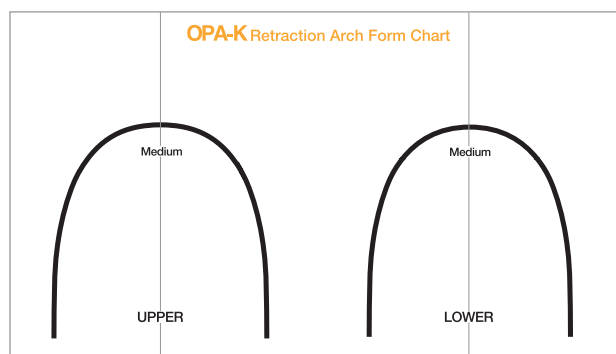 OPA-K Retraction Arch Form Chart
Medium
Medium
UPPER
LOWER